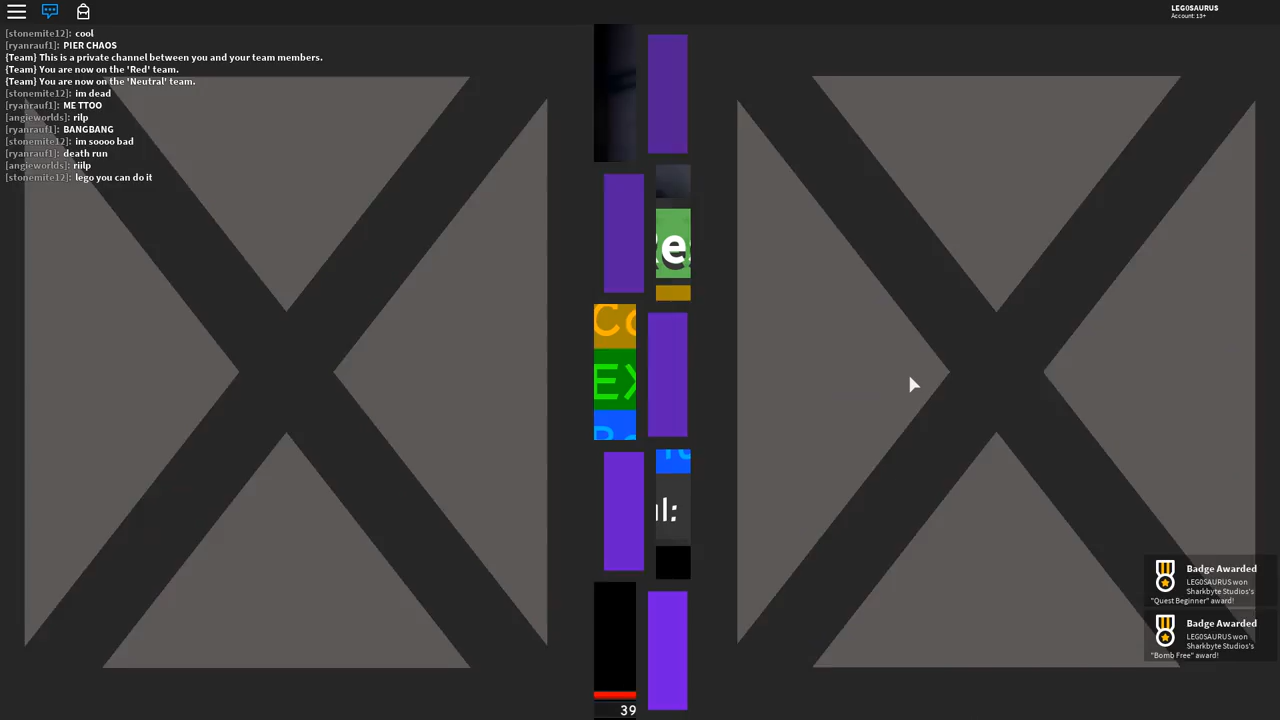 LEG0SAURUS
Account: 13+
[stonemite12]: cool
[ryanrauf1]: PIER CHAOS
{Team} This is a private channel between you and your team members.
{Team} You are now on the 'Red' team.
{Team} You are now on the 'Neutral' team.
[stonemite12]: im dead
[ryanrauf1]: ME TTOO
[angieworlds]: rilp
[ryanrauf1]: BANGBANG
[stonemite12]: im soooo bad
[ryanrauf1]: death run
[angieworlds]: riilp
[stonemite12]: lego you can do it
Co
EX
l:
39
Badge Awarded
LEG0SAURUS won
Sharkbyte Studios's
"Quest Beginner" award!
Badge Awarded
LEG0SAURUS won
Sharkbyte Studios's
"Bomb Free" award!